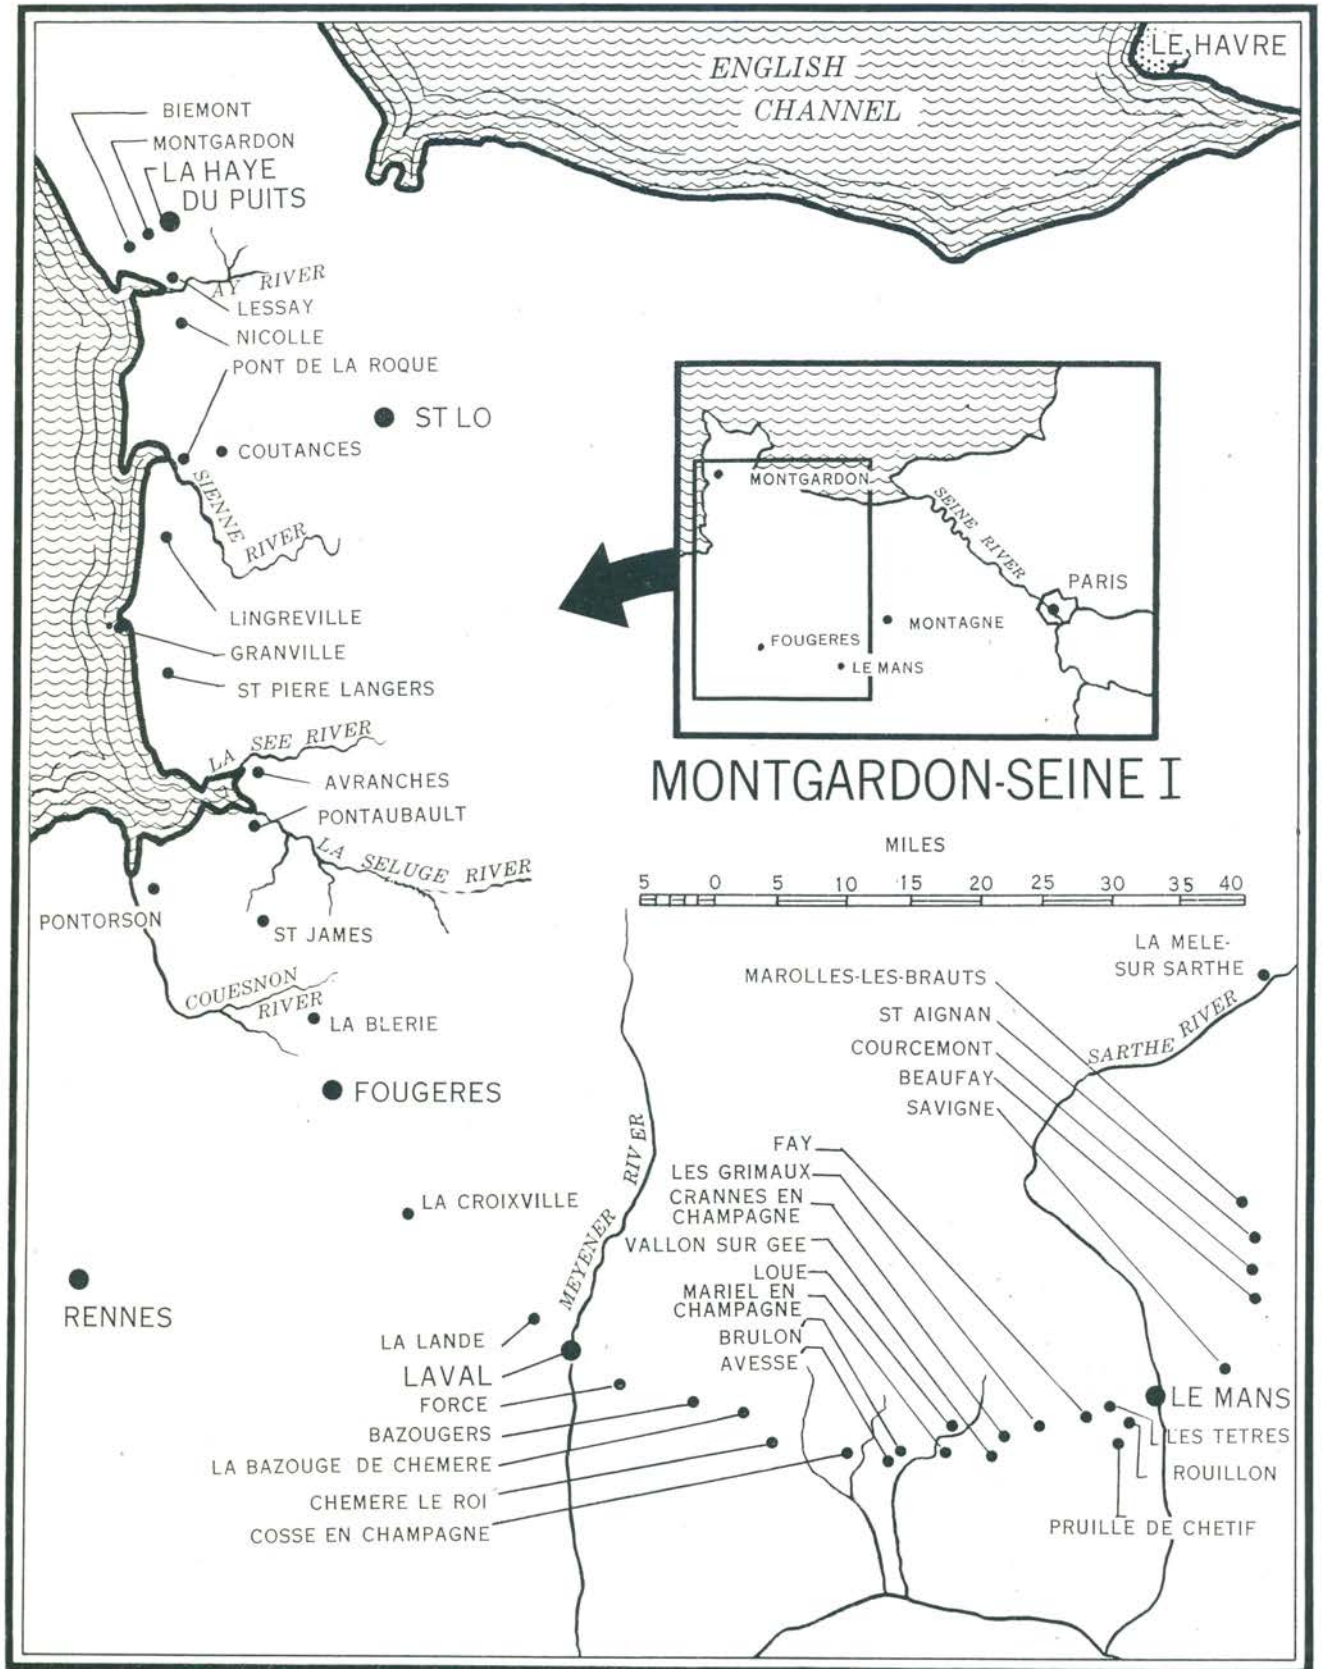 LE HAVRE
ENGLISH
CHANNEL
BIEMONT
MONTGARDON
LA HAYE
DU PUITS
AY RIVER
LESSAY
NICOLLE
PONT DE LA ROQUE
ST LO
COUTANCES
SIENNE
RIVER
LINGREVILLE
GRANVILLE
ST PIERE LANGERS
LA SEE RIVER
AVRANCHES
PONTAUBAULT
LA SELUGE RIVER
PONTORSON
ST JAMES
COUESNON
RIVER
LA BLERIE
FOUGERES
LA CROIXVILLE
RENNES
MEYENER RIVER
LA LANDE
LAVAL
FORCE
BAZOUGERS
LA BAZOUGE DE CHEMERE
CHEMERE LE ROI
COSSE EN CHAMPAGNE
MONTGARDON
SEINE RIVER
PARIS
MONTAGNE
FOUGERES
LE MANS
MONTGARDON-SEINE I
MILES
5 0 5 10 15 20 25 30 35 40
LA MELE-
SUR SARTHE
MAROLLES-LES-BRAUTS
ST AIGNAN
SARTHE RIVER
COURCEMONT
BEAUFAY
SAVIGNE
FAY
LES GRIMAUX
CRANNES EN
CHAMPAGNE
VALLON SUR GEE
LOUE
MARIEL EN
CHAMPAGNE
BRULON
AVESSE
LE MANS
LES TETRES
ROUILLON
PRUILLE DE CHETIF